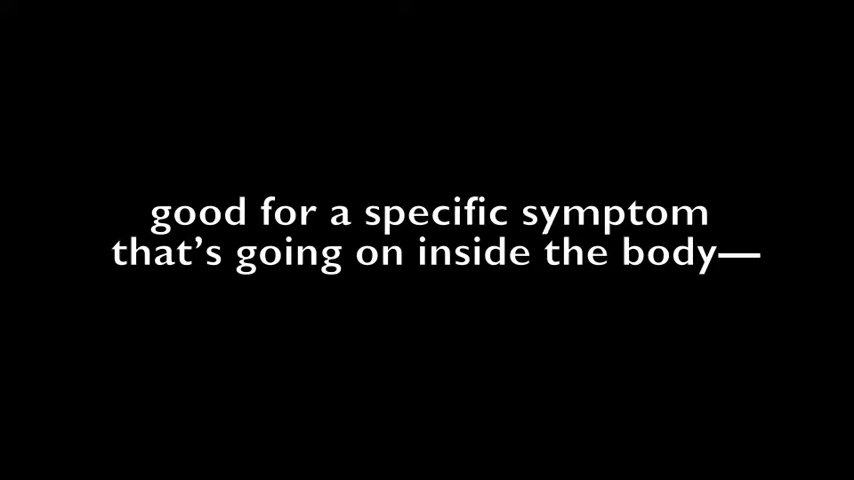 good for a specific symptom
that’s going on inside the body—